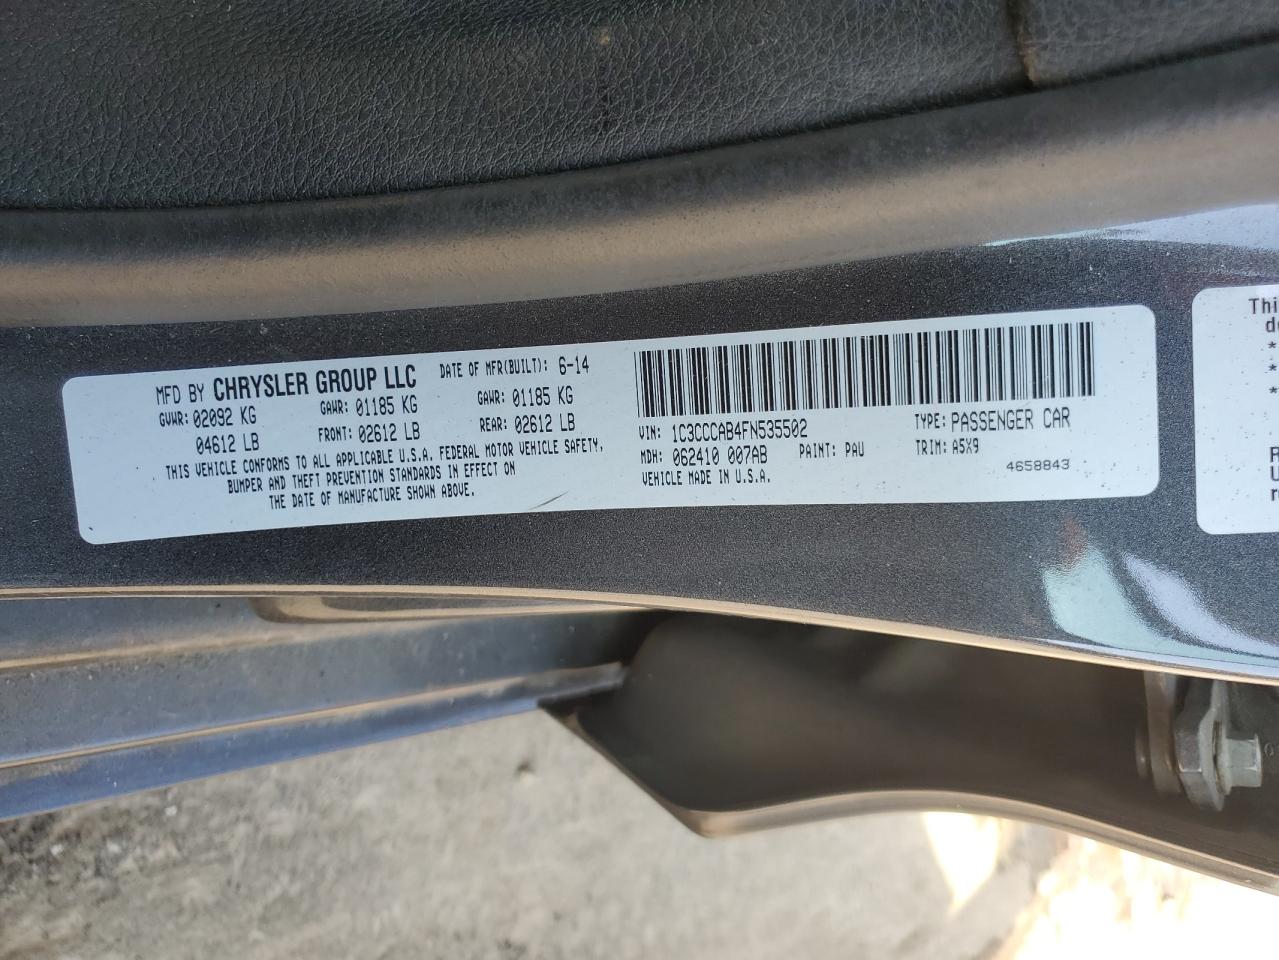 MFD BY CHRYSLER GROUP LLC DATE OF MFR(BUILT): 6-14
GVWR: 02092 KG GAWR: 01185 KG GAWR: 01185 KG
04612 LB FRONT: 02612 LB REAR: 02612 LB
THIS VEHICLE CONFORMS TO ALL APPLICABLE U.S.A. FEDERAL MOTOR VEHICLE SAFETY,
BUMPER AND THEFT PREVENTION STANDARDS IN EFFECT ON
THE DATE OF MANUFACTURE SHOWN ABOVE.
VIN: 1C3CCCAB4FN535502 TYPE: PASSENGER CAR
MDH: 062410 007AB PAINT: PAU TRIM: A5X9
VEHICLE MADE IN U.S.A. 4658843